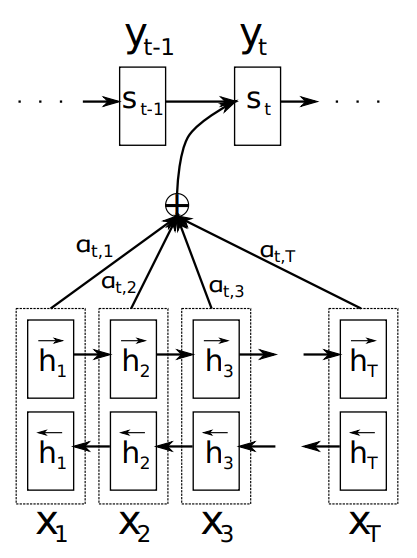 y_{t-1} y_t
. . . s_{t-1} s_t . . .
⊕
a_{t,1} a_{t,2} a_{t,3} a_{t,T}
\overrightarrow{h}_1 \overrightarrow{h}_2 \overrightarrow{h}_3 \overrightarrow{h}_T
\overleftarrow{h}_1 \overleftarrow{h}_2 \overleftarrow{h}_3 \overleftarrow{h}_T
x_1 x_2 x_3 x_T